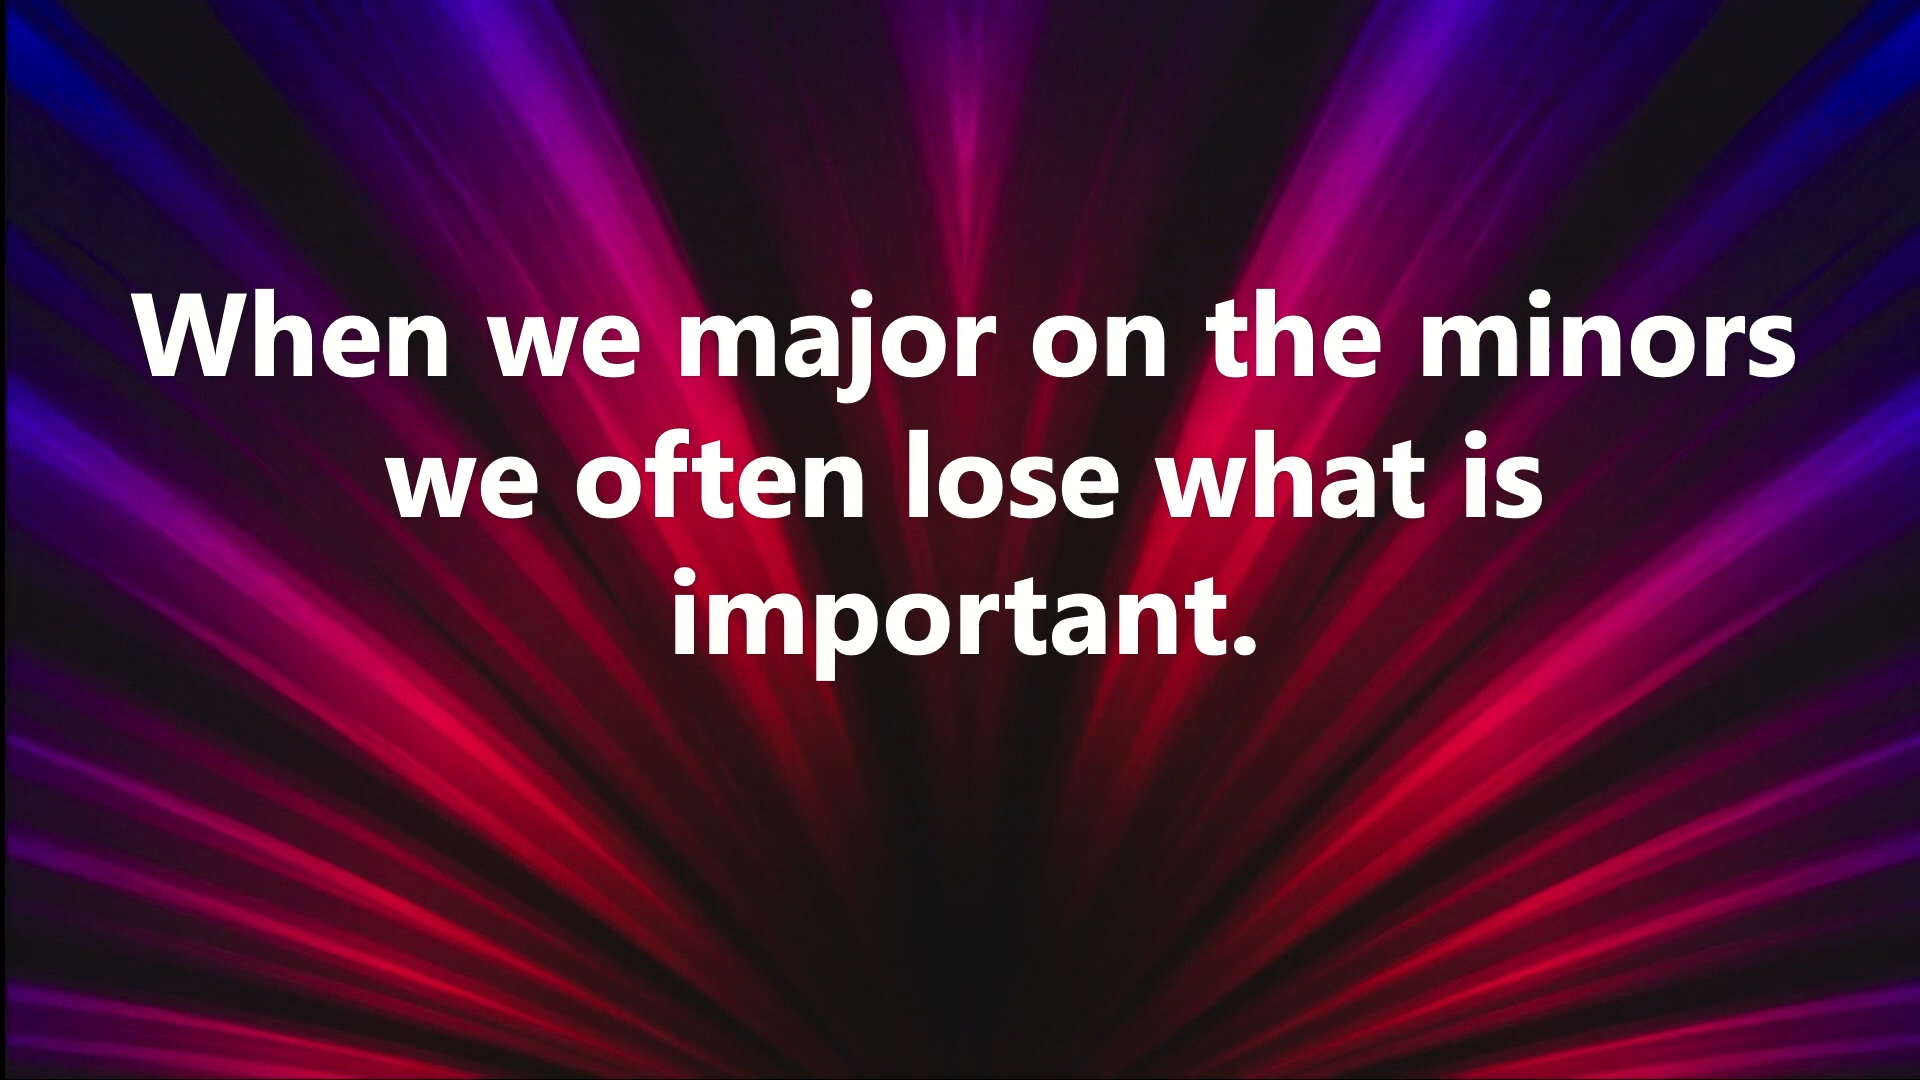 When we major on the minors
we often lose what is
important.